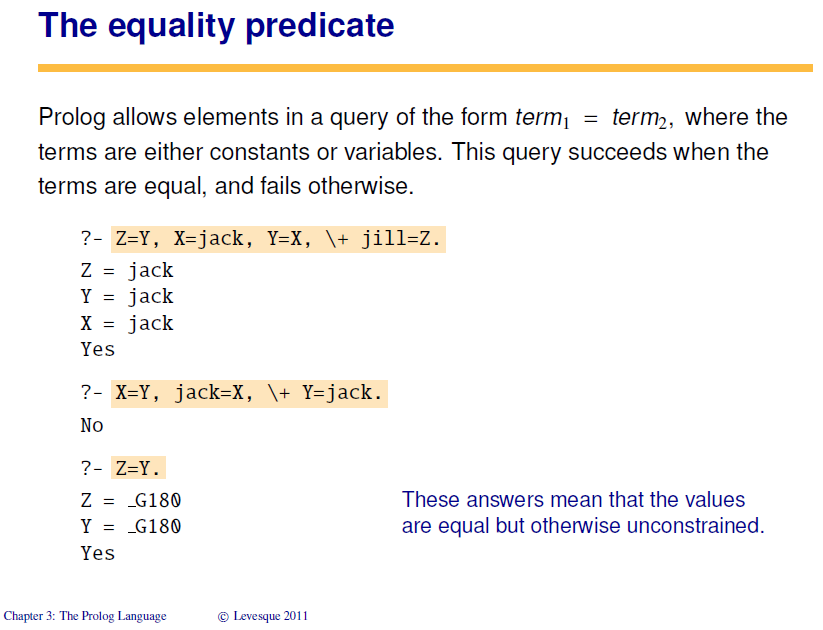 The equality predicate
Prolog allows elements in a query of the form term₁ = term₂, where the
terms are either constants or variables. This query succeeds when the
terms are equal, and fails otherwise.
?- Z=Y, X=jack, Y=X, \+ jill=Z.
Z = jack
Y = jack
X = jack
Yes
?- X=Y, jack=X, \+ Y=jack.
No
?- Z=Y.
Z = _G180
Y = _G180
Yes
These answers mean that the values
are equal but otherwise unconstrained.
Chapter 3: The Prolog Language © Levesque 2011